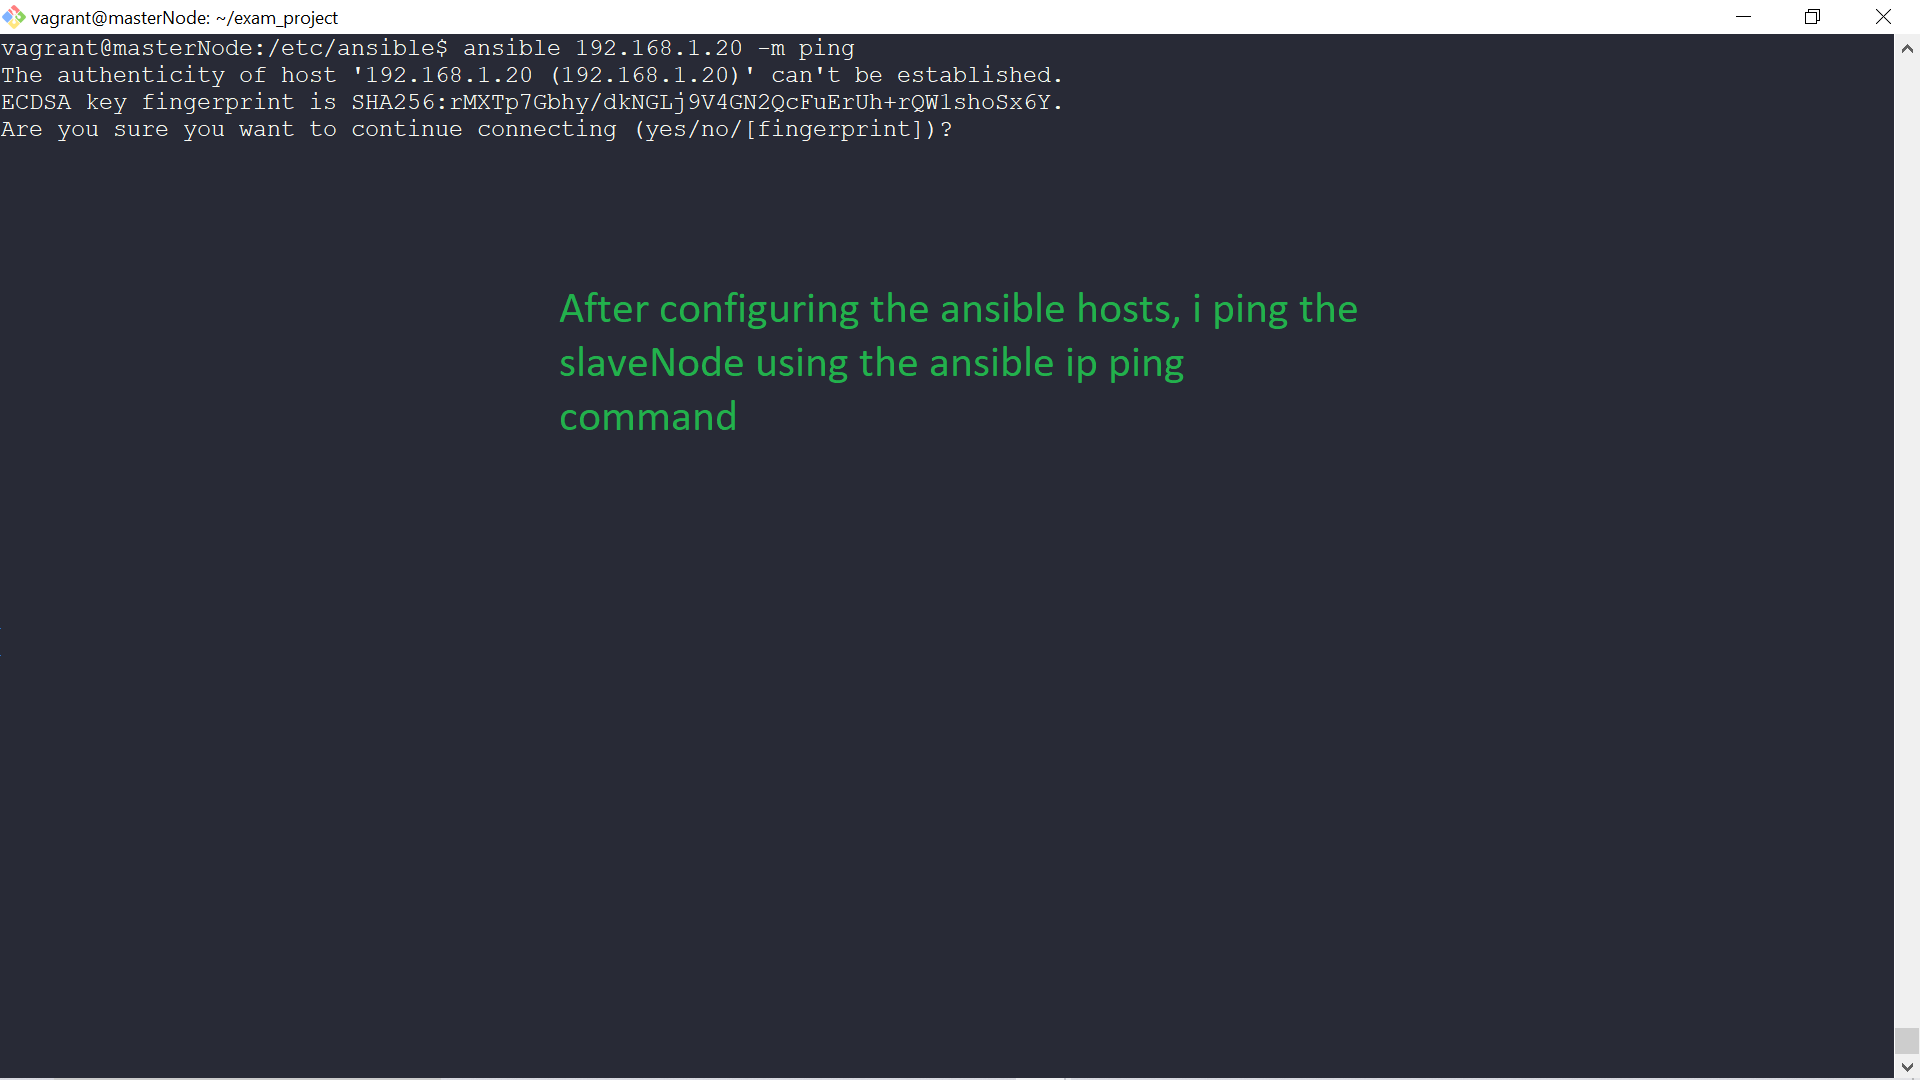 vagrant@masterNode: ~/exam_project
vagrant@masterNode:/etc/ansible$ ansible 192.168.1.20 -m ping
The authenticity of host '192.168.1.20 (192.168.1.20)' can't be established.
ECDSA key fingerprint is SHA256:rMXTp7Gbhy/dkNGLj9V4GN2QcFuErUh+rQW1shoSx6Y.
Are you sure you want to continue connecting (yes/no/[fingerprint])?
After configuring the ansible hosts, i ping the
slaveNode using the ansible ip ping
command